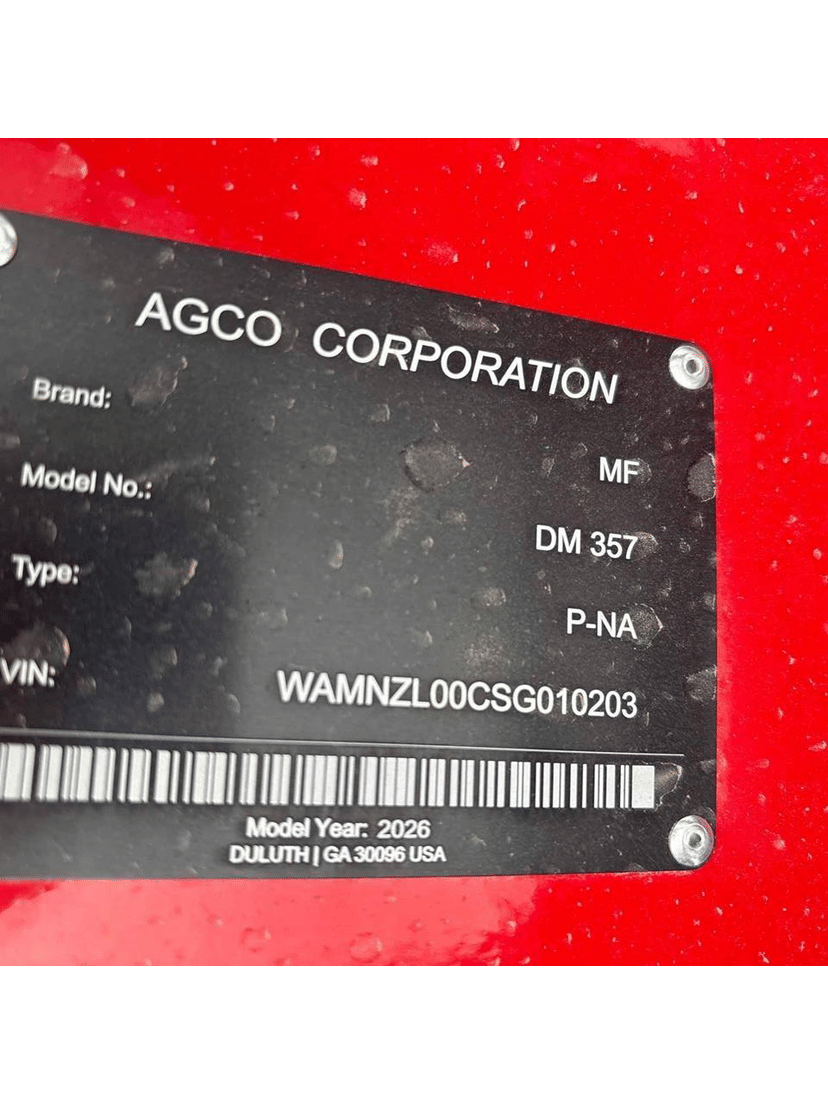 AGCO CORPORATION
Brand: MF
Model No.: DM 357
Type: P-NA
VIN: WAMNZL00CSG010203
Model Year: 2026
DULUTH | GA 30096 USA